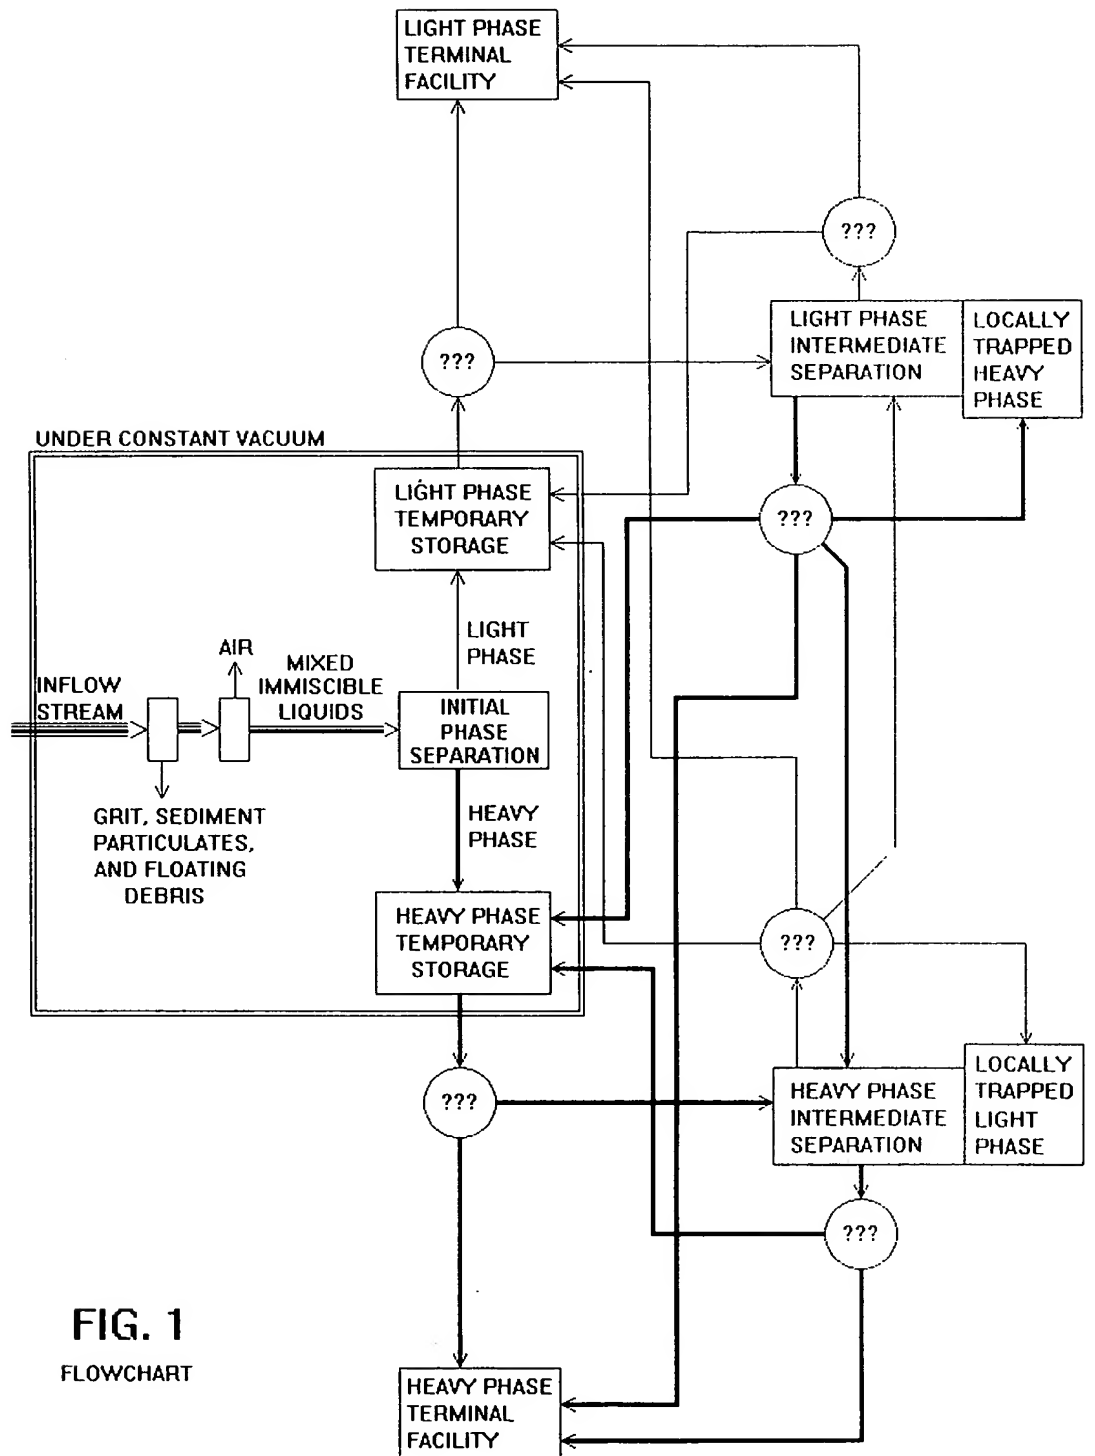 LIGHT PHASE
TERMINAL
FACILITY
???
LIGHT PHASE
INTERMEDIATE
SEPARATION
LOCALLY
TRAPPED
HEAVY
PHASE
???
UNDER CONSTANT VACUUM
LIGHT PHASE
TEMPORARY
STORAGE
???
LIGHT
PHASE
AIR
MIXED
IMMISCIBLE
LIQUIDS
INFLOW
STREAM
INITIAL
PHASE
SEPARATION
GRIT, SEDIMENT
PARTICULATES,
AND FLOATING
DEBRIS
HEAVY
PHASE
HEAVY PHASE
TEMPORARY
STORAGE
???
???
HEAVY PHASE
INTERMEDIATE
SEPARATION
LOCALLY
TRAPPED
LIGHT
PHASE
???
FIG. 1
FLOWCHART
HEAVY PHASE
TERMINAL
FACILITY